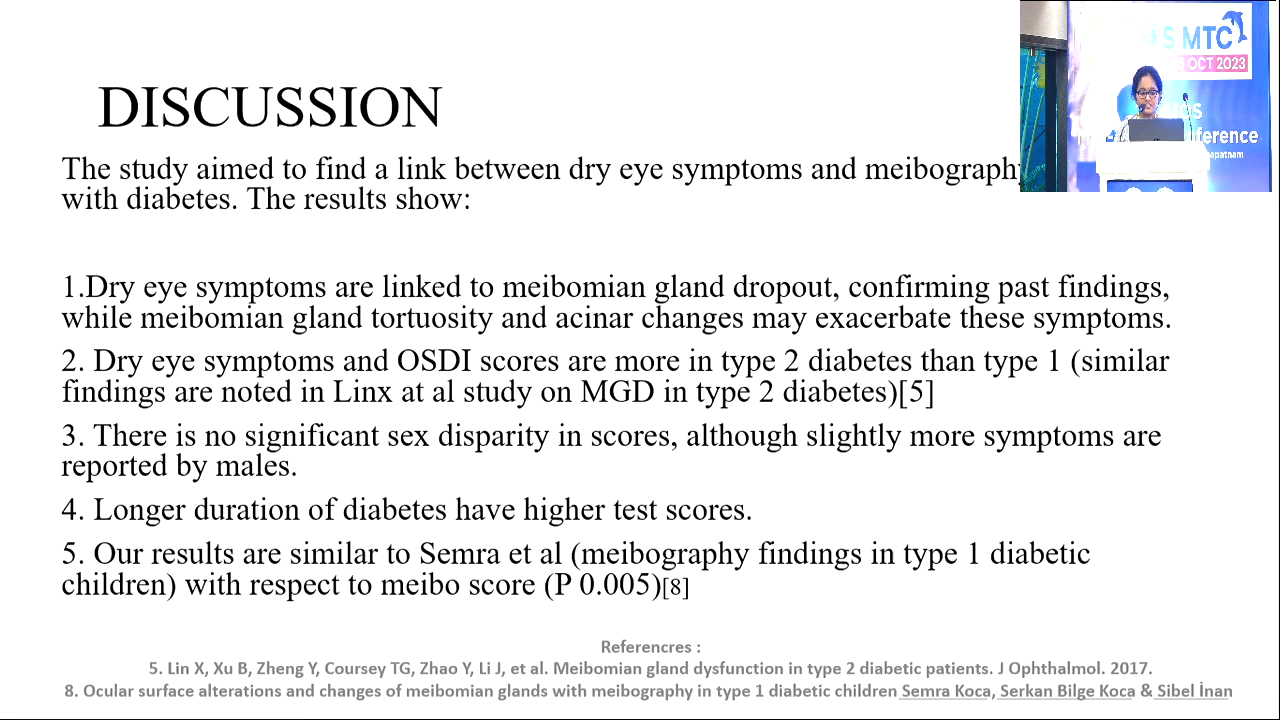 DISCUSSION
The study aimed to find a link between dry eye symptoms and meibography
with diabetes. The results show:
1.Dry eye symptoms are linked to meibomian gland dropout, confirming past findings,
while meibomian gland tortuosity and acinar changes may exacerbate these symptoms.
2. Dry eye symptoms and OSDI scores are more in type 2 diabetes than type 1 (similar
findings are noted in Linx at al study on MGD in type 2 diabetes)[5]
3. There is no significant sex disparity in scores, although slightly more symptoms are
reported by males.
4. Longer duration of diabetes have higher test scores.
5. Our results are similar to Semra et al (meibography findings in type 1 diabetic
children) with respect to meibo score (P 0.005)[8]
Referencres :
5. Lin X, Xu B, Zheng Y, Coursey TG, Zhao Y, Li J, et al. Meibomian gland dysfunction in type 2 diabetic patients. J Ophthalmol. 2017.
8. Ocular surface alterations and changes of meibomian glands with meibography in type 1 diabetic children Semra Koca, Serkan Bilge Koca & Sibel İnan
S MTC
OCT 2023